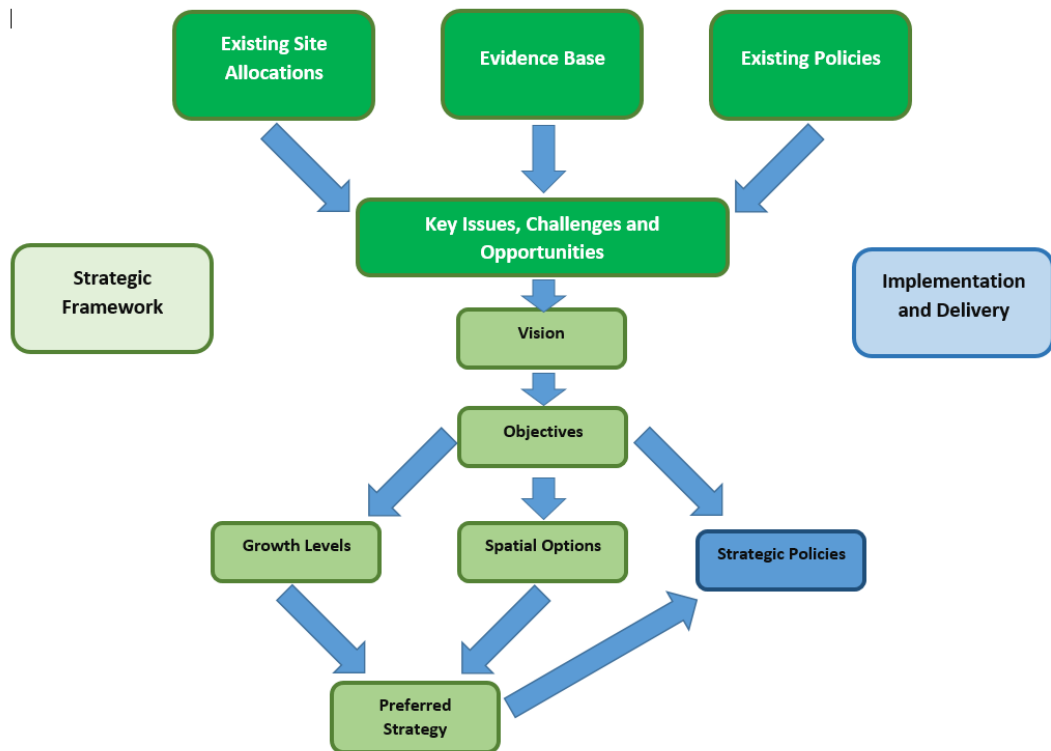 Existing Site
Allocations
Evidence Base
Existing Policies
Key Issues, Challenges and
Opportunities
Strategic
Framework
Implementation
and Delivery
Vision
Objectives
Growth Levels
Spatial Options
Strategic Policies
Preferred
Strategy